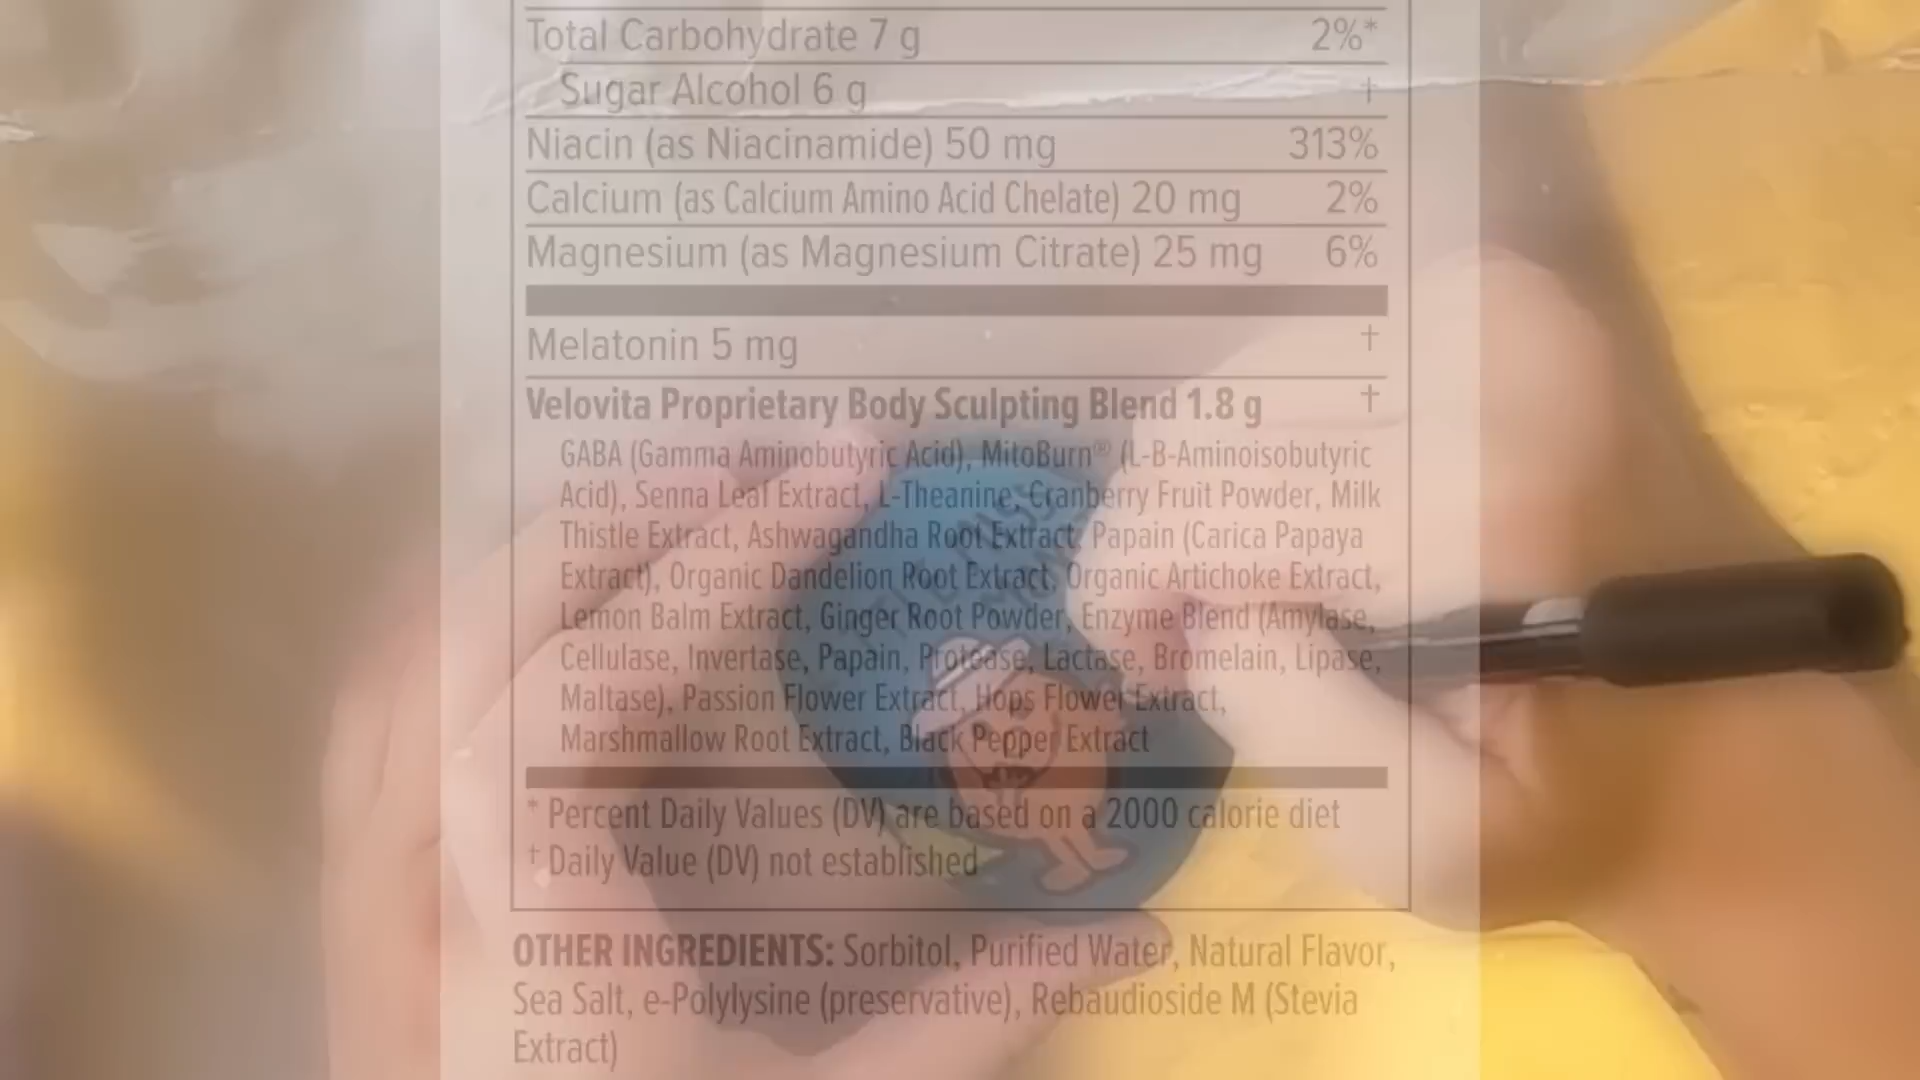 Total Carbohydrate 7 g 2%*
Sugar Alcohol 6 g †
Niacin (as Niacinamide) 50 mg 313%
Calcium (as Calcium Amino Acid Chelate) 20 mg 2%
Magnesium (as Magnesium Citrate) 25 mg 6%
Melatonin 5 mg †
Velovita Proprietary Body Sculpting Blend 1.8 g †
GABA (Gamma Aminobutyric Acid), MitoBurn® (L-B-Aminoisobutyric
Acid), Senna Leaf Extract, L-Theanine, Cranberry Fruit Powder, Milk
Thistle Extract, Ashwagandha Root Extract, Papain (Carica Papaya
Extract), Organic Dandelion Root Extract, Organic Artichoke Extract,
Lemon Balm Extract, Ginger Root Powder, Enzyme Blend (Amylase,
Cellulase, Invertase, Papain, Protease, Lactase, Bromelain, Lipase,
Maltase), Passion Flower Extract, Hops Flower Extract,
Marshmallow Root Extract, Black Pepper Extract
* Percent Daily Values (DV) are based on a 2000 calorie diet
† Daily Value (DV) not established
OTHER INGREDIENTS: Sorbitol, Purified Water, Natural Flavor,
Sea Salt, e-Polylysine (preservative), Rebaudioside M (Stevia
Extract)
MISS